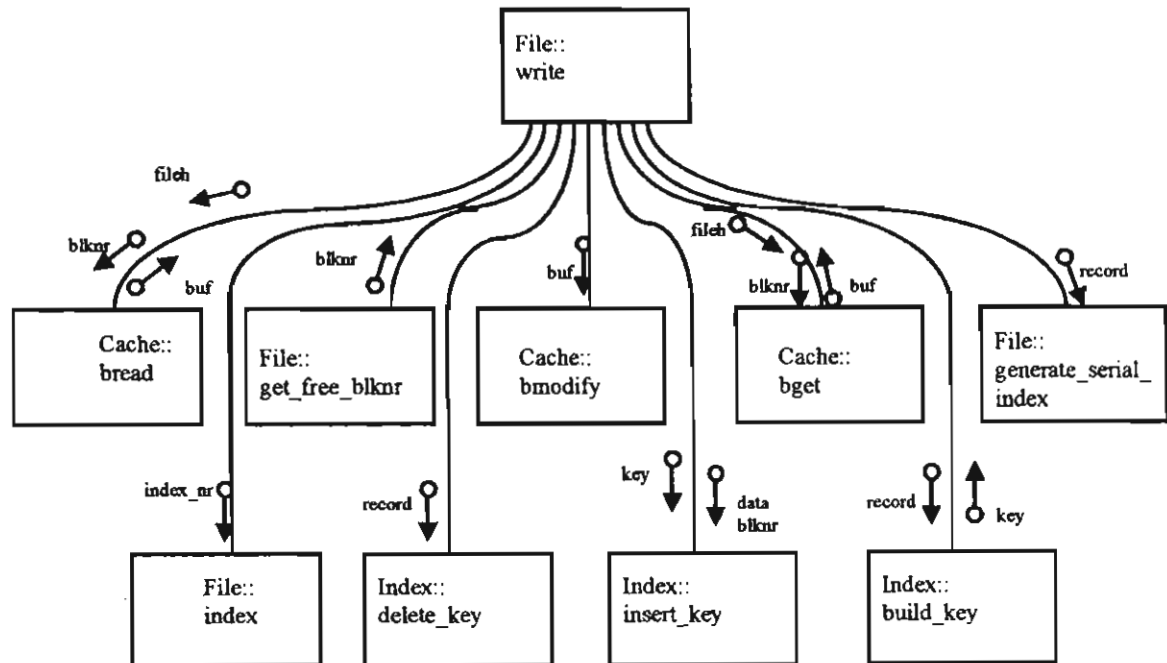 File::
write
fileh
blknr
buf
blknr
buf
fileh
blknr
buf
record
Cache::
bread
File::
get_free_blknr
Cache::
bmodify
Cache::
bget
File::
generate_serial_
index
index_nr
record
key
data
blknr
record
key
File::
index
Index::
delete_key
Index::
insert_key
Index::
build_key